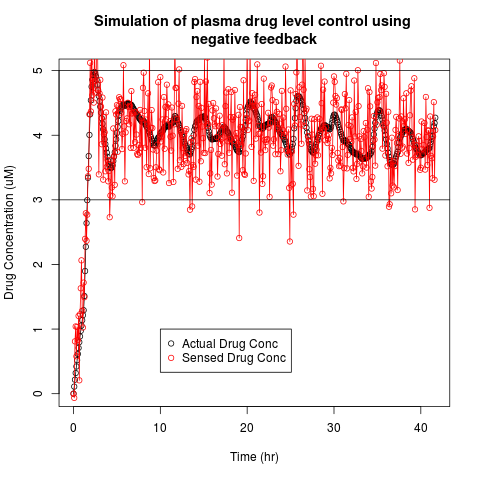 Simulation of plasma drug level control using
negative feedback
Drug Concentration (uM)
5
4
3
2
1
0
Actual Drug Conc
Sensed Drug Conc
0 10 20 30 40
Time (hr)